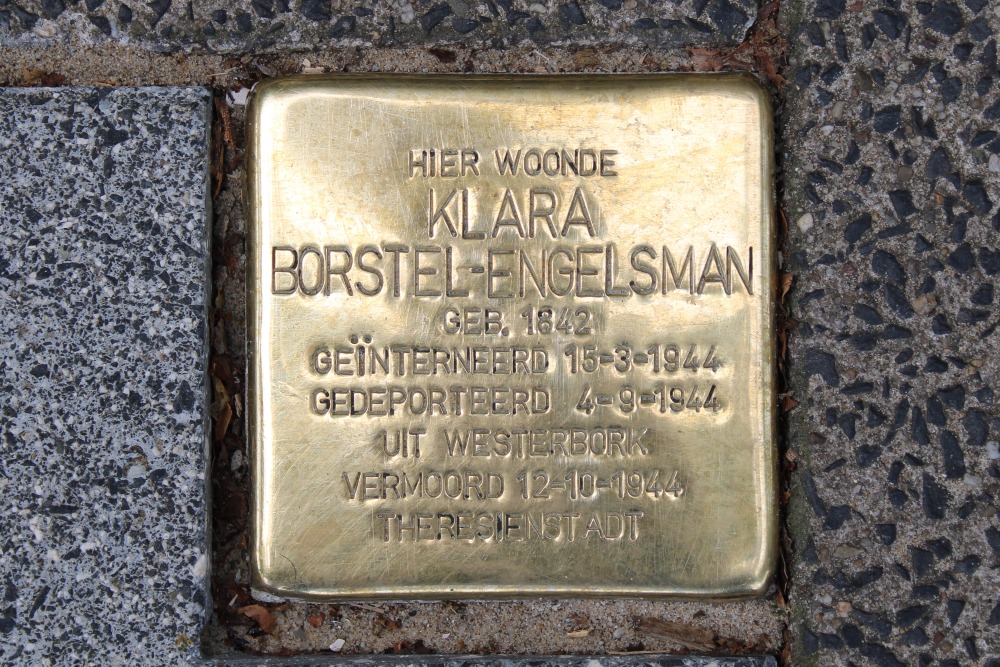 HIER WOONDE
KLARA
BORSTEL-ENGELSMAN
GEB. 1842
GEÏNTERNEERD 15-3-1944
GEDEPORTEERD 4-9-1944
UIT WESTERBORK
VERMOORD 12-10-1944
THERESIENSTADT